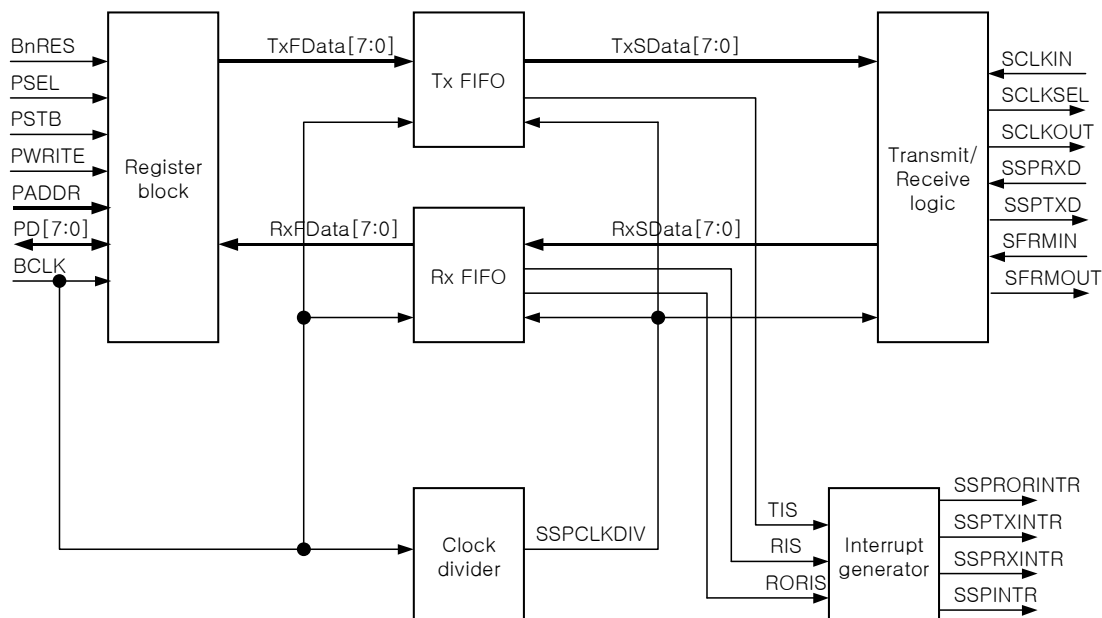 BnRES
PSEL
PSTB
PWRITE
PADDR
PD[7:0]
BCLK
Register
block
TxFData[7:0]
Tx FIFO
TxSData[7:0]
RxFData[7:0]
Rx FIFO
RxSData[7:0]
Transmit/
Receive
logic
SCLKIN
SCLKSEL
SCLKOUT
SSPRXD
SSPTXD
SFRMIN
SFRMOUT
Clock
divider
SSPCLKDIV
TIS
RIS
RORIS
Interrupt
generator
SSPRORINTR
SSPTXINTR
SSPRXINTR
SSPINTR